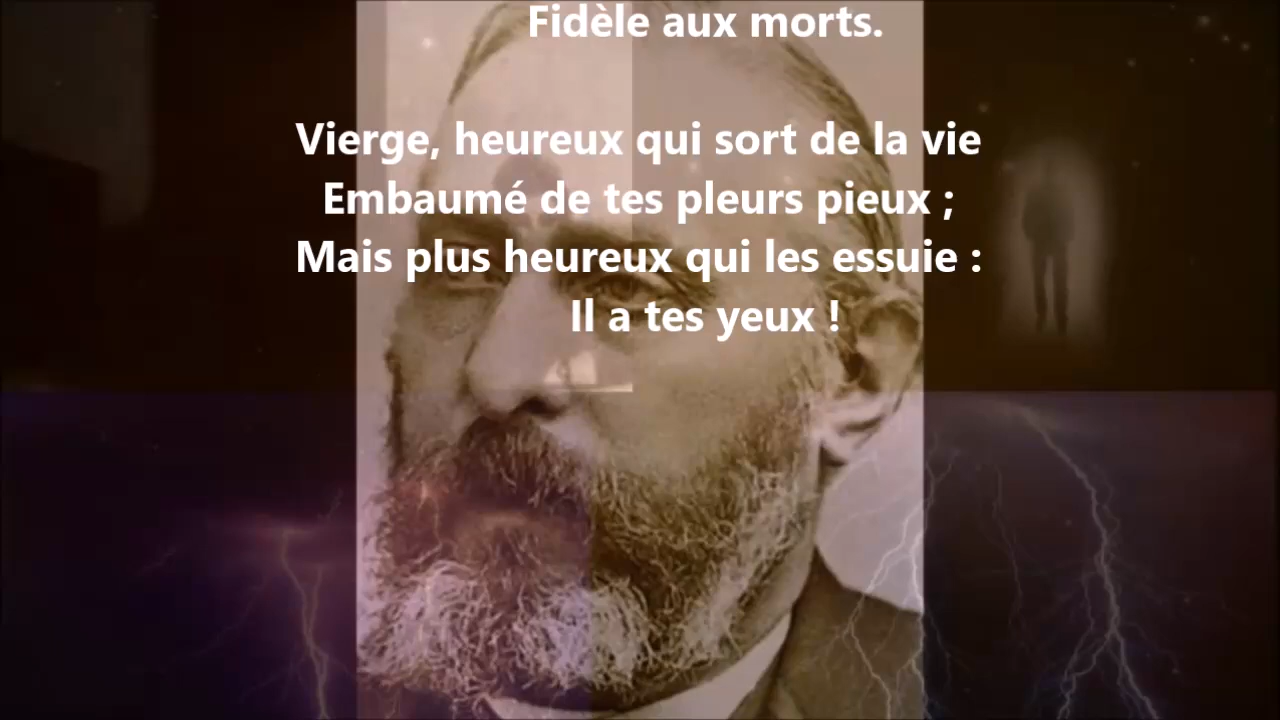 Fidèle aux morts.
Vierge, heureux qui sort de la vie
Embaumé de tes pleurs pieux ;
Mais plus heureux qui les essuie :
Il a tes yeux !